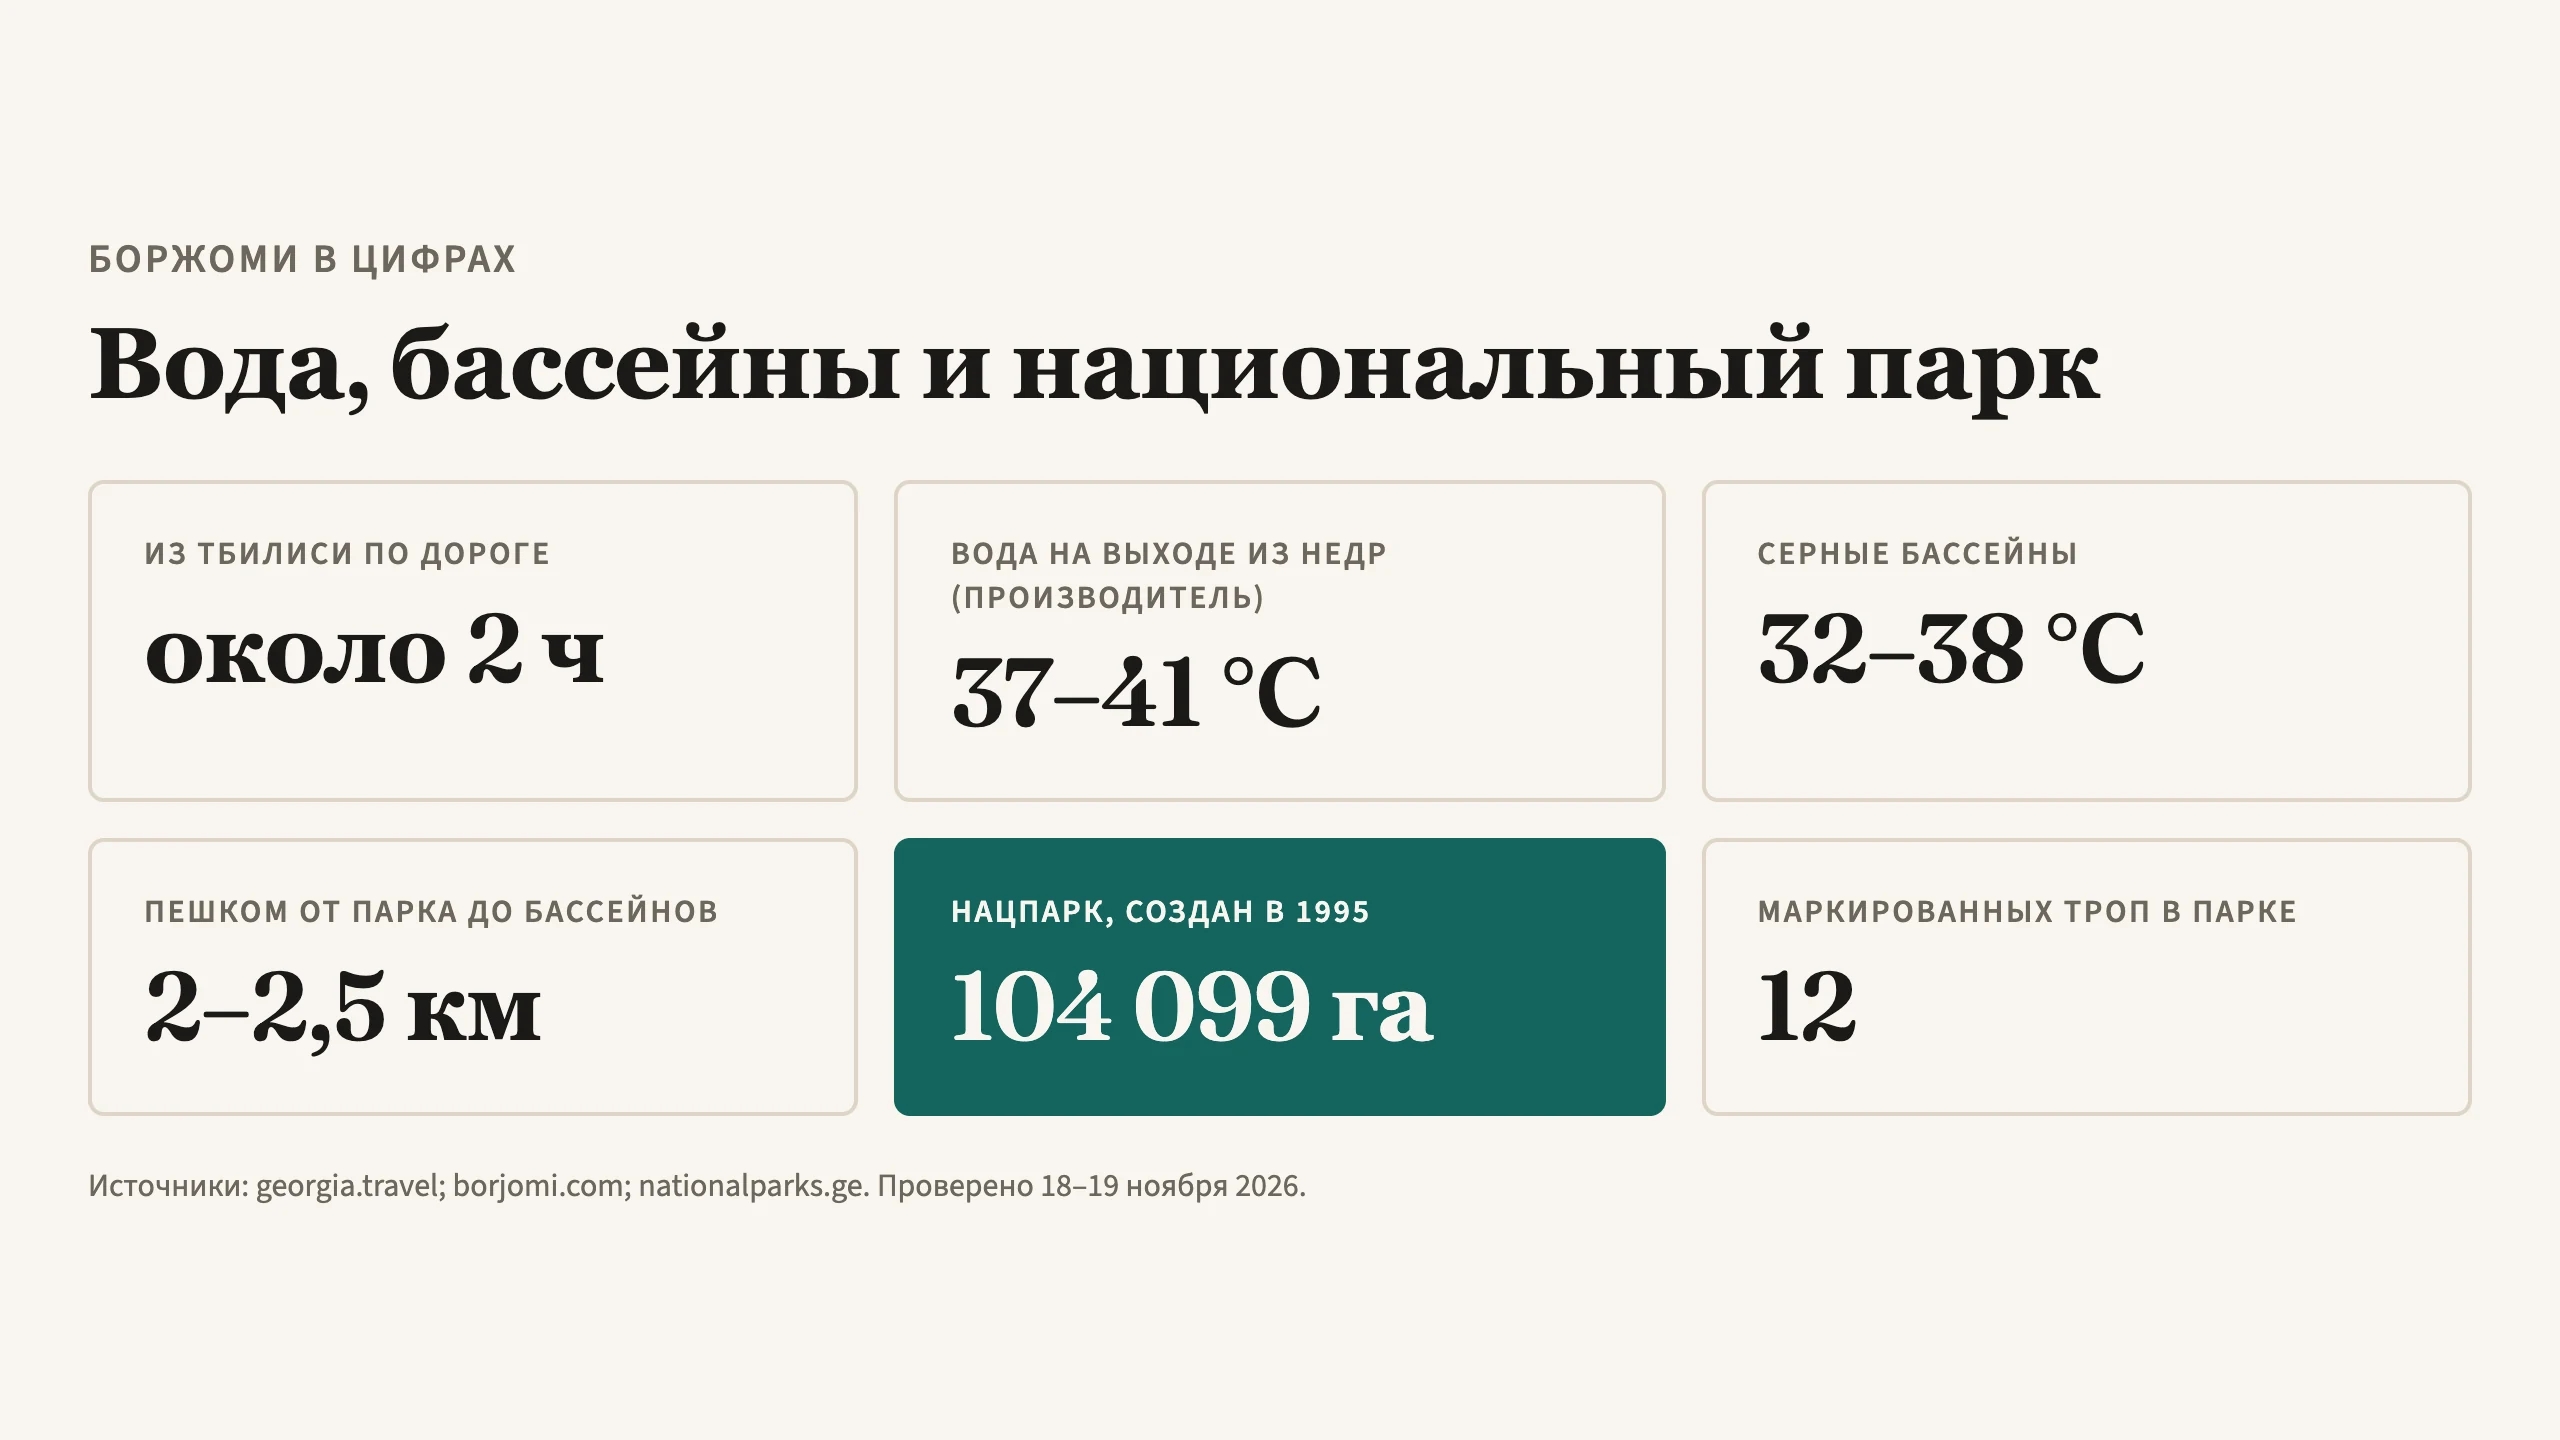 БОРЖОМИ В ЦИФРАХ
Вода, бассейны и национальный парк
ИЗ ТБИЛИСИ ПО ДОРОГЕ
около 2 ч
ВОДА НА ВЫХОДЕ ИЗ НЕДР
(ПРОИЗВОДИТЕЛЬ)
37–41 °C
СЕРНЫЕ БАССЕЙНЫ
32–38 °C
ПЕШКОМ ОТ ПАРКА ДО БАССЕЙНОВ
2–2,5 км
НАЦПАРК, СОЗДАН В 1995
104 099 га
МАРКИРОВАННЫХ ТРОП В ПАРКЕ
12
Источники: georgia.travel; borjomi.com; nationalparks.ge. Проверено 18–19 ноября 2026.